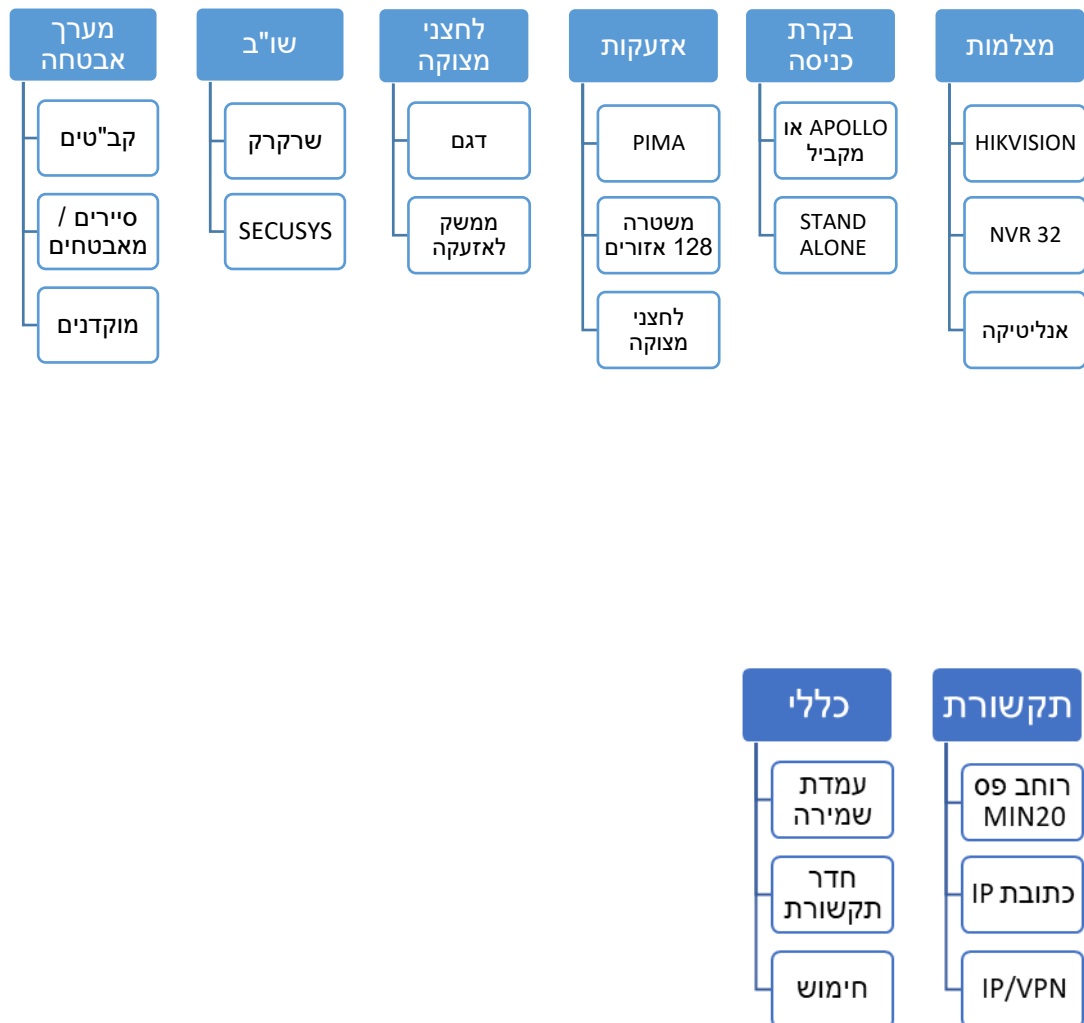 מצלמות
HIKVISION
NVR 32
אנליטיקה
בקרת
כניסה
APOLLO או
מקביל
STAND
ALONE
אזעקות
PIMA
משטרה
128 אזורים
לחצני
מצוקה
לחצני
מצוקה
דגם
ממשק
לאזעקה
שו"ב
שרקרק
SECUSYS
מערך
אבטחה
קב"טים
סיירים /
מאבטחים
מוקדנים
תקשורת
רוחב פס
MIN20
כתובת IP
IP/VPN
כללי
עמדת
שמירה
חדר
תקשורת
חימוש